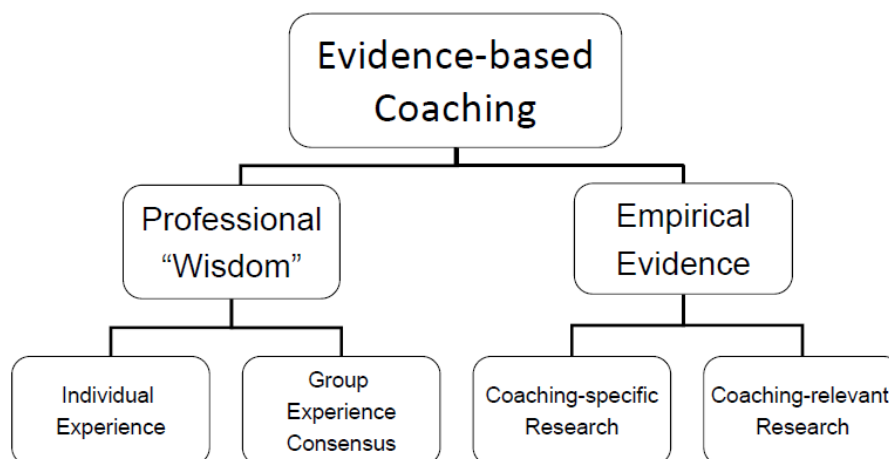 Evidence-based
Coaching
Professional
“Wisdom”
Empirical
Evidence
Individual
Experience
Group
Experience
Consensus
Coaching-specific
Research
Coaching-relevant
Research